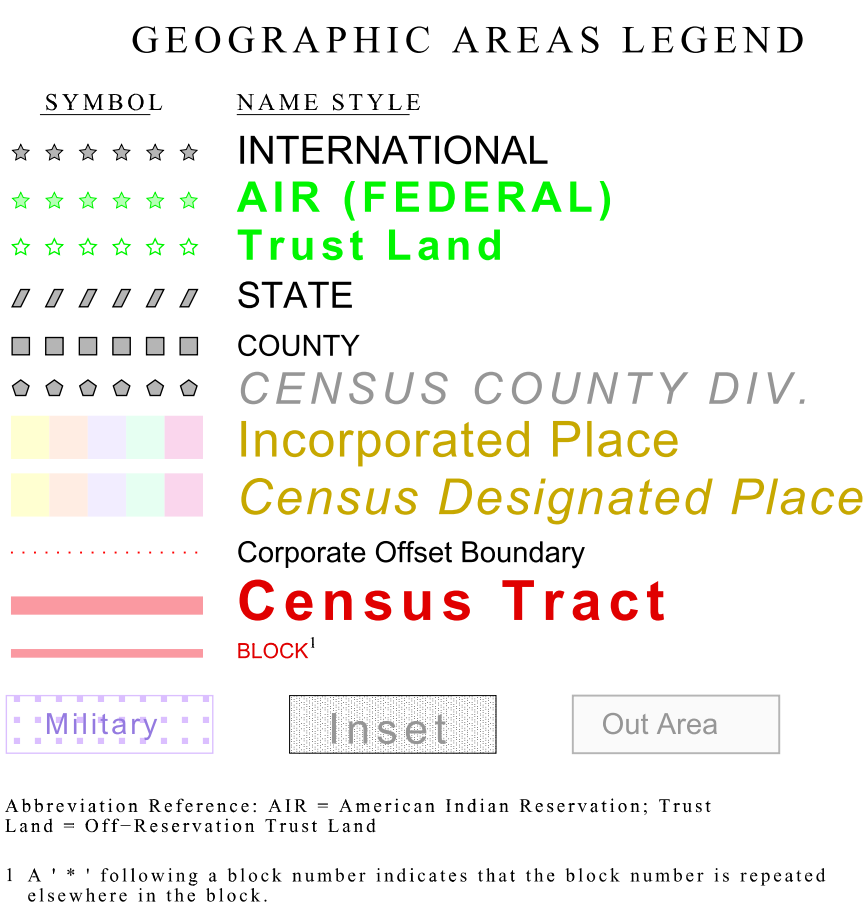 GEOGRAPHIC AREAS LEGEND
SYMBOL NAME STYLE
INTERNATIONAL
AIR (FEDERAL)
Trust Land
STATE
COUNTY
CENSUS COUNTY DIV.
Incorporated Place
Census Designated Place
Corporate Offset Boundary
Census Tract
BLOCK¹
Military Inset Out Area
Abbreviation Reference: AIR = American Indian Reservation; Trust
Land = Off−Reservation Trust Land
1 A ' * ' following a block number indicates that the block number is repeated
elsewhere in the block.